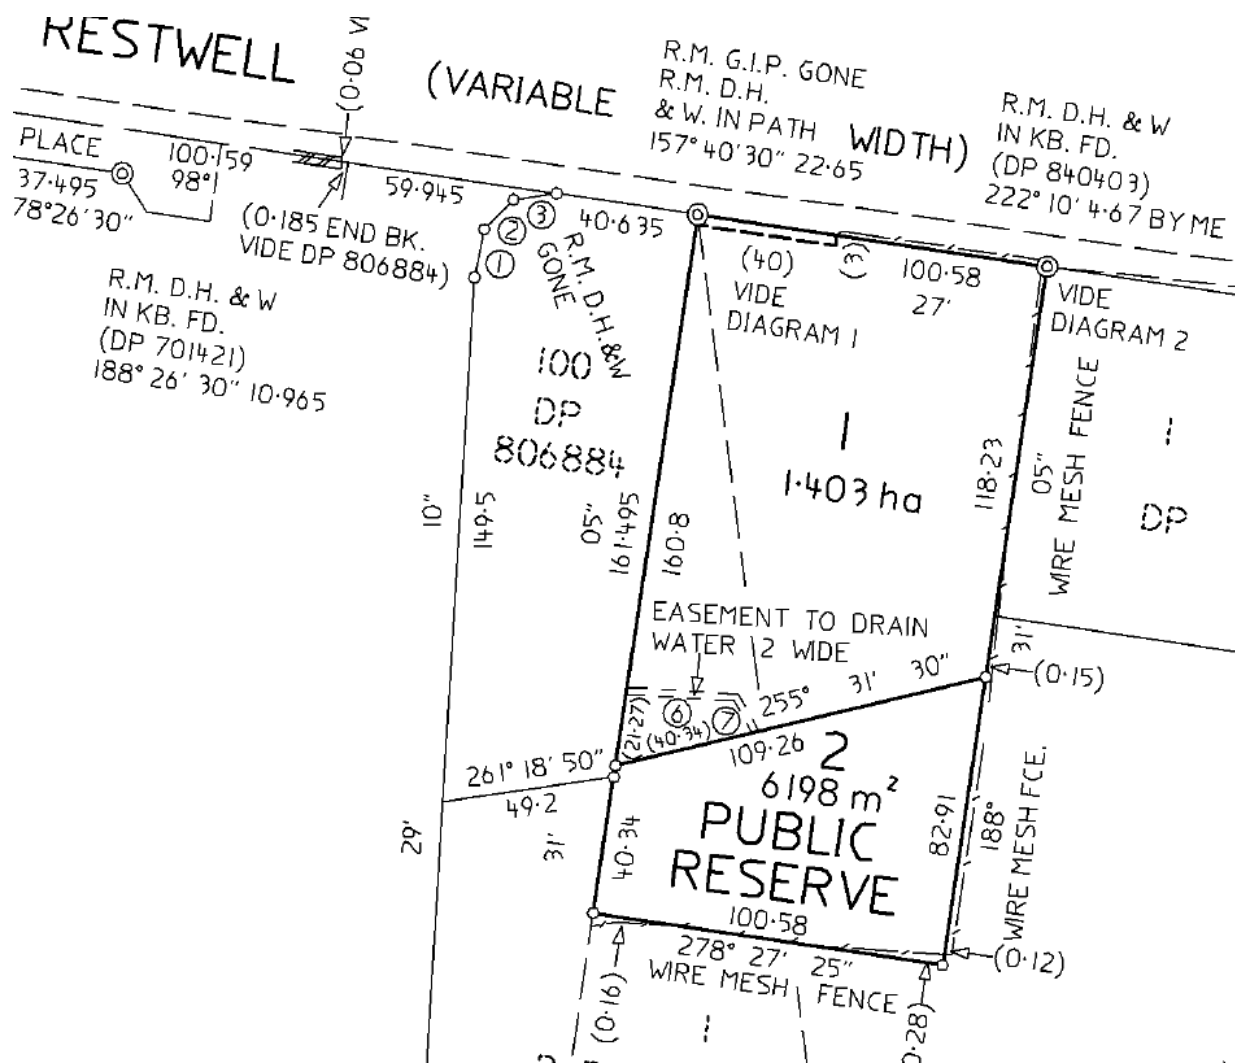 RESTWELL
(VARIABLE WIDTH)
(0·06 VI
R.M. G.I.P. GONE
R.M. D.H.
& W. IN PATH
157° 40' 30" 22·65
R.M. D.H. & W
IN KB. FD.
(DP 840403)
222° 10' 4·67 BY ME
PLACE
37·495
78° 26' 30"
100·159
98°
59·945
(0·185 END BK.
VIDE DP 806884)
1
2
3
40·635
R.M. D.H. & W
GONE
R.M. D.H. & W
IN KB. FD.
(DP 701421)
188° 26' 30" 10·965
(40)
(3)
100·58
27'
VIDE
DIAGRAM 1
VIDE
DIAGRAM 2
100
DP
806884
1
1·403 ha
118·23
05"
WIRE MESH FENCE
1
DP
10"
149·5
05"
161·495
160·8
EASEMENT TO DRAIN
WATER 2 WIDE
31'
(0·15)
255° 31' 30"
109·26
6
7
(21·27)
(40·34)
261° 18' 50"
49·2
29'
31'
40·34
2
6198 m²
PUBLIC
RESERVE
82·91
188°
WIRE MESH FCE.
100·58
278° 27' 25"
WIRE MESH FENCE
(0·16)
(0·12)
0·28)
1